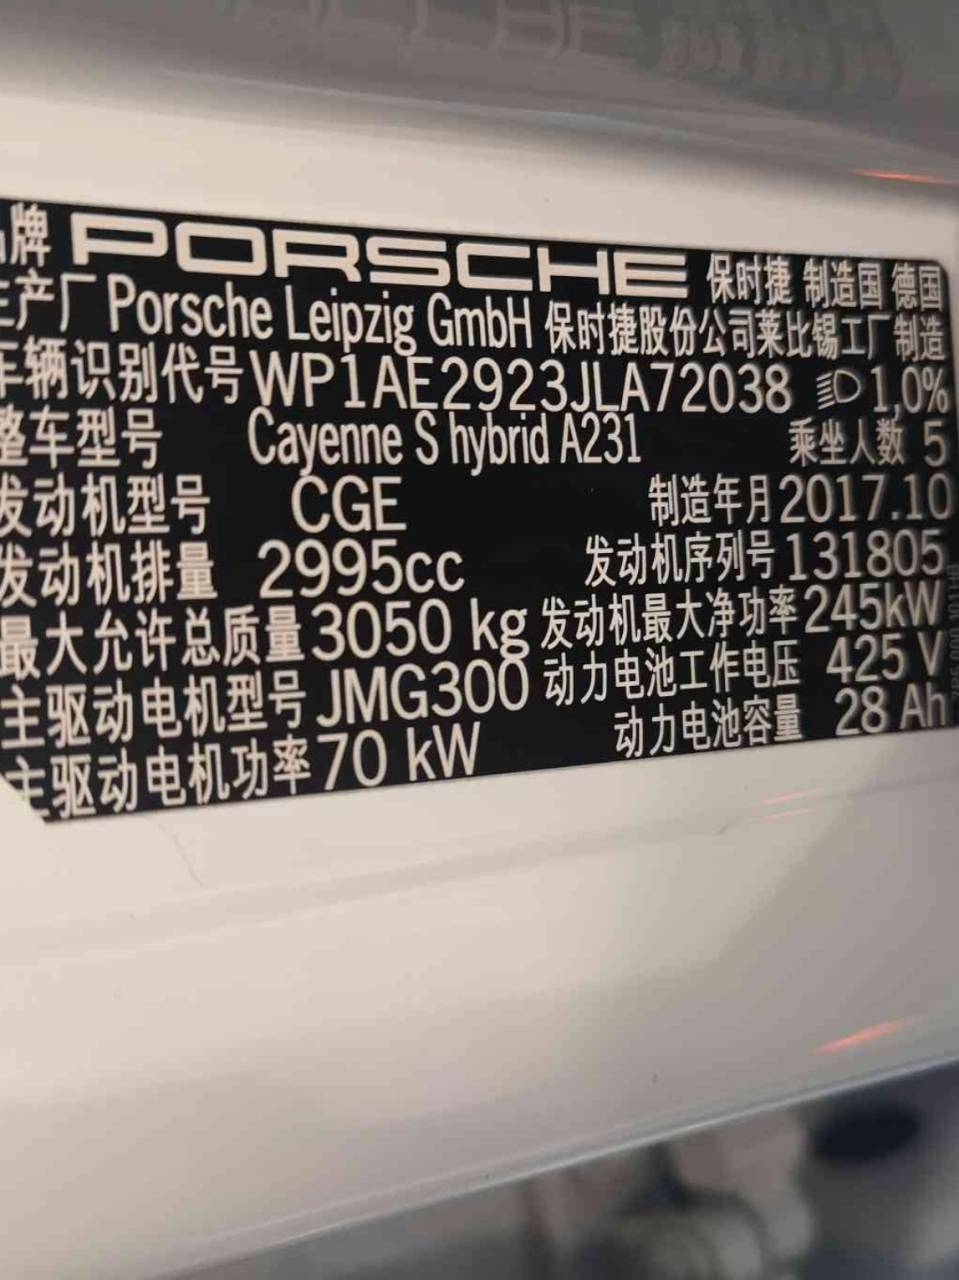 品牌 PORSCHE 保时捷 制造国 德国
生产厂 Porsche Leipzig GmbH 保时捷股份公司莱比锡工厂 制造
车辆识别代号 WP1AE2923JLA72038 1,0%
整车型号 Cayenne S hybrid A231 乘坐人数 5
发动机型号 CGE 制造年月 2017.10
发动机排量 2995cc 发动机序列号 131805
最大允许总质量 3050 kg 发动机最大净功率 245kW
主驱动电机型号 JMG300 动力电池工作电压 425 V
主驱动电机功率 70 kW 动力电池容量 28 Ah